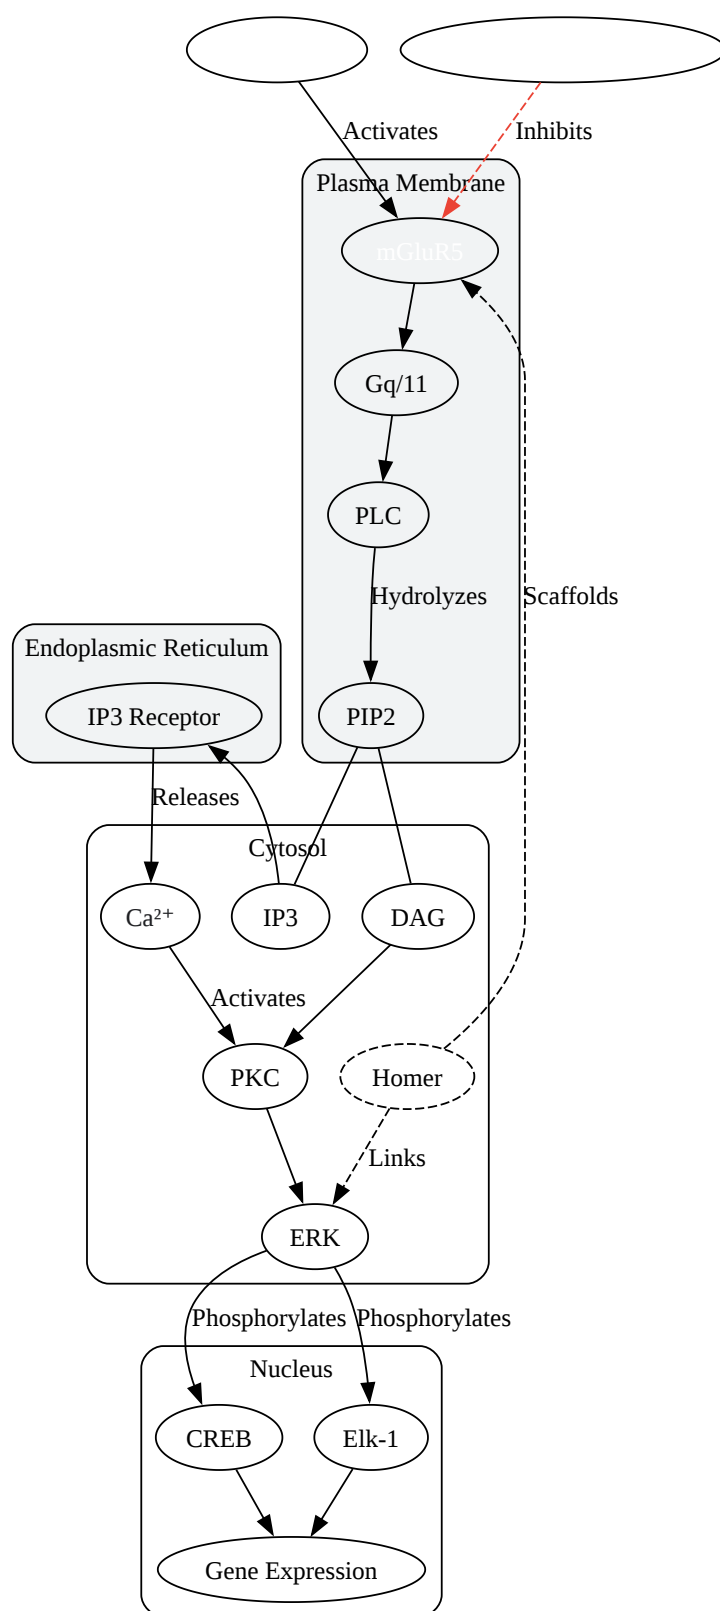 Activates
Inhibits
Plasma Membrane
mGluR5
Gq/11
PLC
Hydrolyzes
Scaffolds
Endoplasmic Reticulum
IP3 Receptor
PIP2
Releases
Cytosol
Ca²⁺
IP3
DAG
Activates
PKC
Homer
Links
ERK
Phosphorylates
Phosphorylates
Nucleus
CREB
Elk-1
Gene Expression